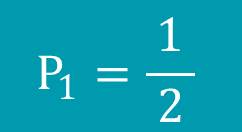 P₁ = 1/2